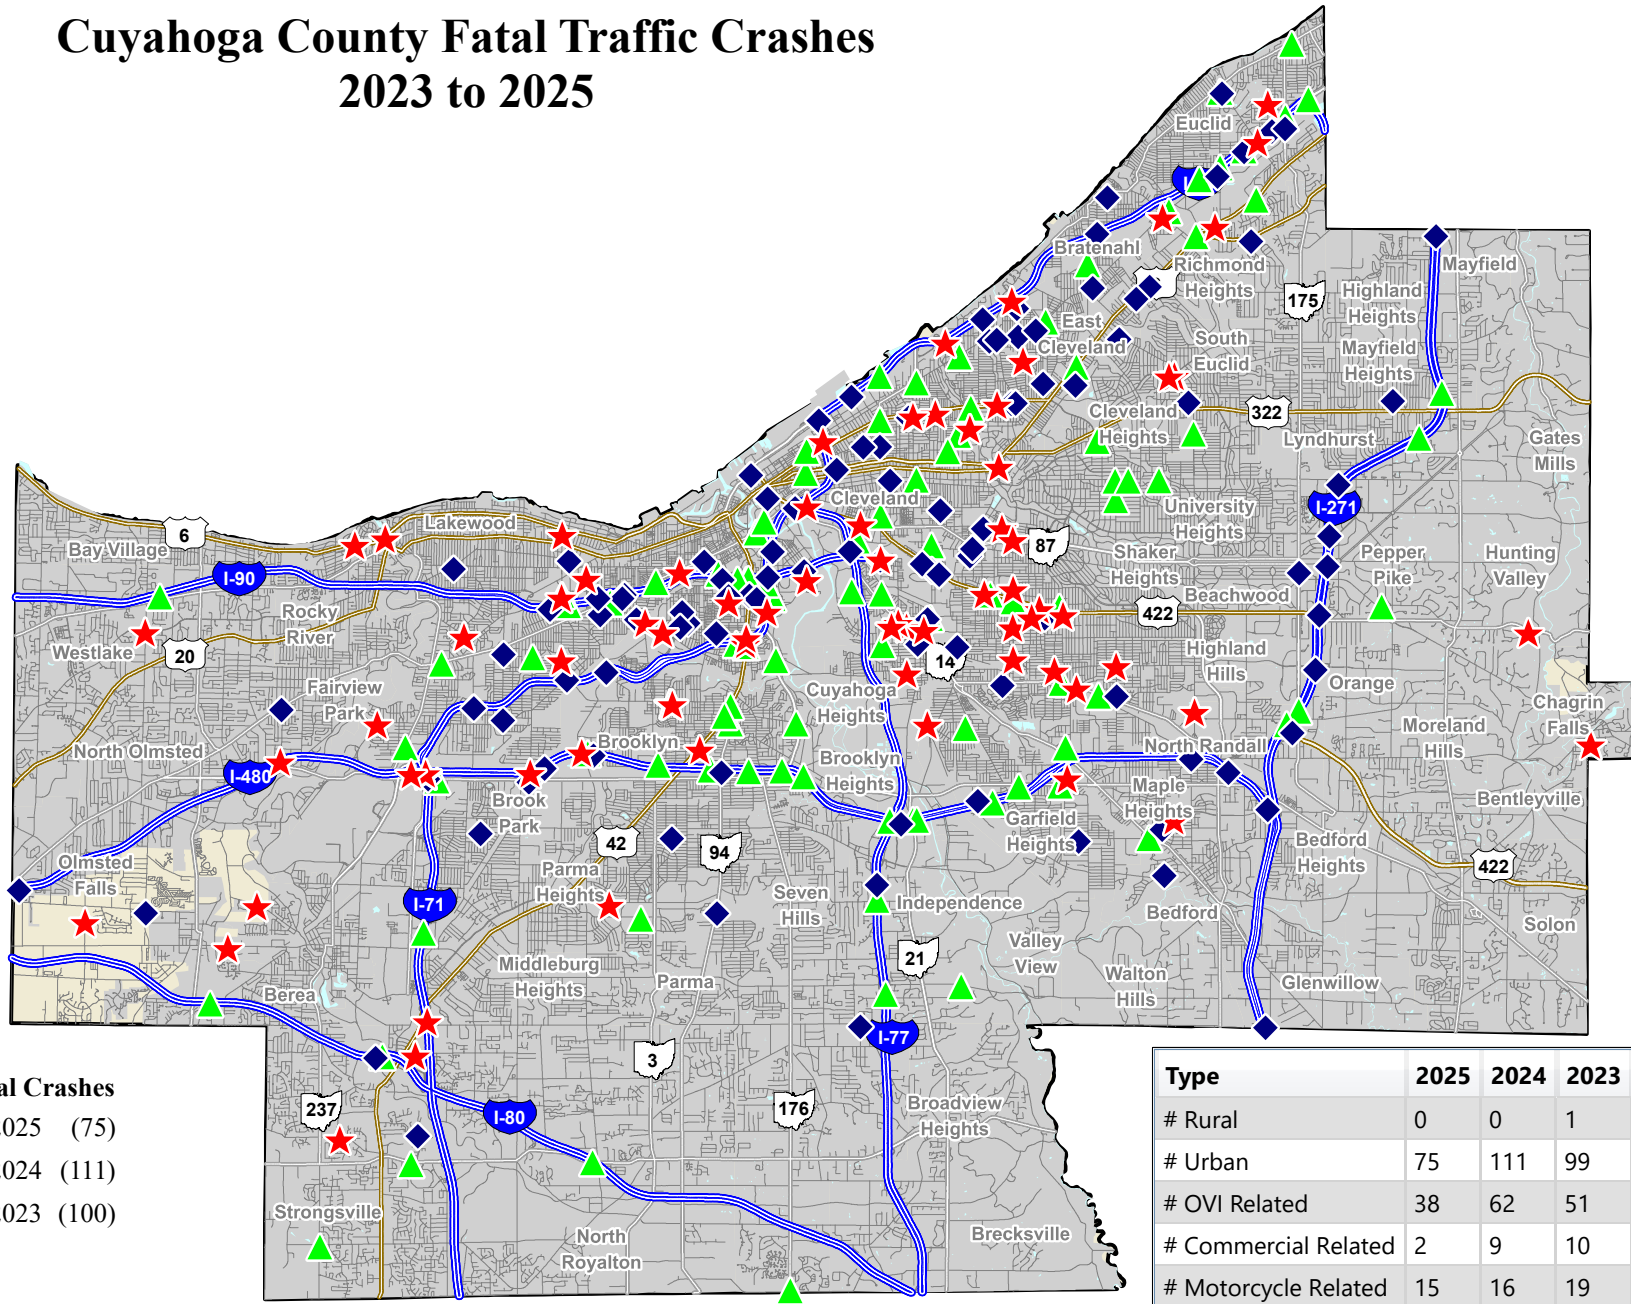 Cuyahoga County Fatal Traffic Crashes
2023 to 2025
Euclid
Bratenahl
Richmond
Heights
Mayfield
Highland
Heights
175
East
Cleveland
South
Euclid
Mayfield
Heights
322
Cleveland
Heights
Lyndhurst
Gates
Mills
Cleveland
University
Heights
I-271
Lakewood
6
Bay Village
87
Shaker
Heights
Pepper
Pike
Hunting
Valley
I-90
Beachwood
Rocky
River
422
Westlake
20
14
Highland
Hills
Orange
Fairview
Park
Cuyahoga
Heights
Chagrin
Falls
Moreland
Hills
North Olmsted
Brooklyn
North Randall
I-480
Brooklyn
Heights
Brook
Park
Maple
Heights
Bentleyville
Garfield
Heights
42
94
Bedford
Heights
422
Olmsted
Falls
Parma
Heights
Seven
Hills
I-71
Independence
Bedford
Solon
Valley
View
21
Middleburg
Heights
Parma
Walton
Hills
Glenwillow
Berea
I-77
3
al Crashes
025 (75)
024 (111)
023 (100)
237
I-80
176
Broadview
Heights
Strongsville
North
Royalton
Brecksville
Type 2025 2024 2023
# Rural 0 0 1
# Urban 75 111 99
# OVI Related 38 62 51
# Commercial Related 2 9 10
# Motorcycle Related 15 16 19